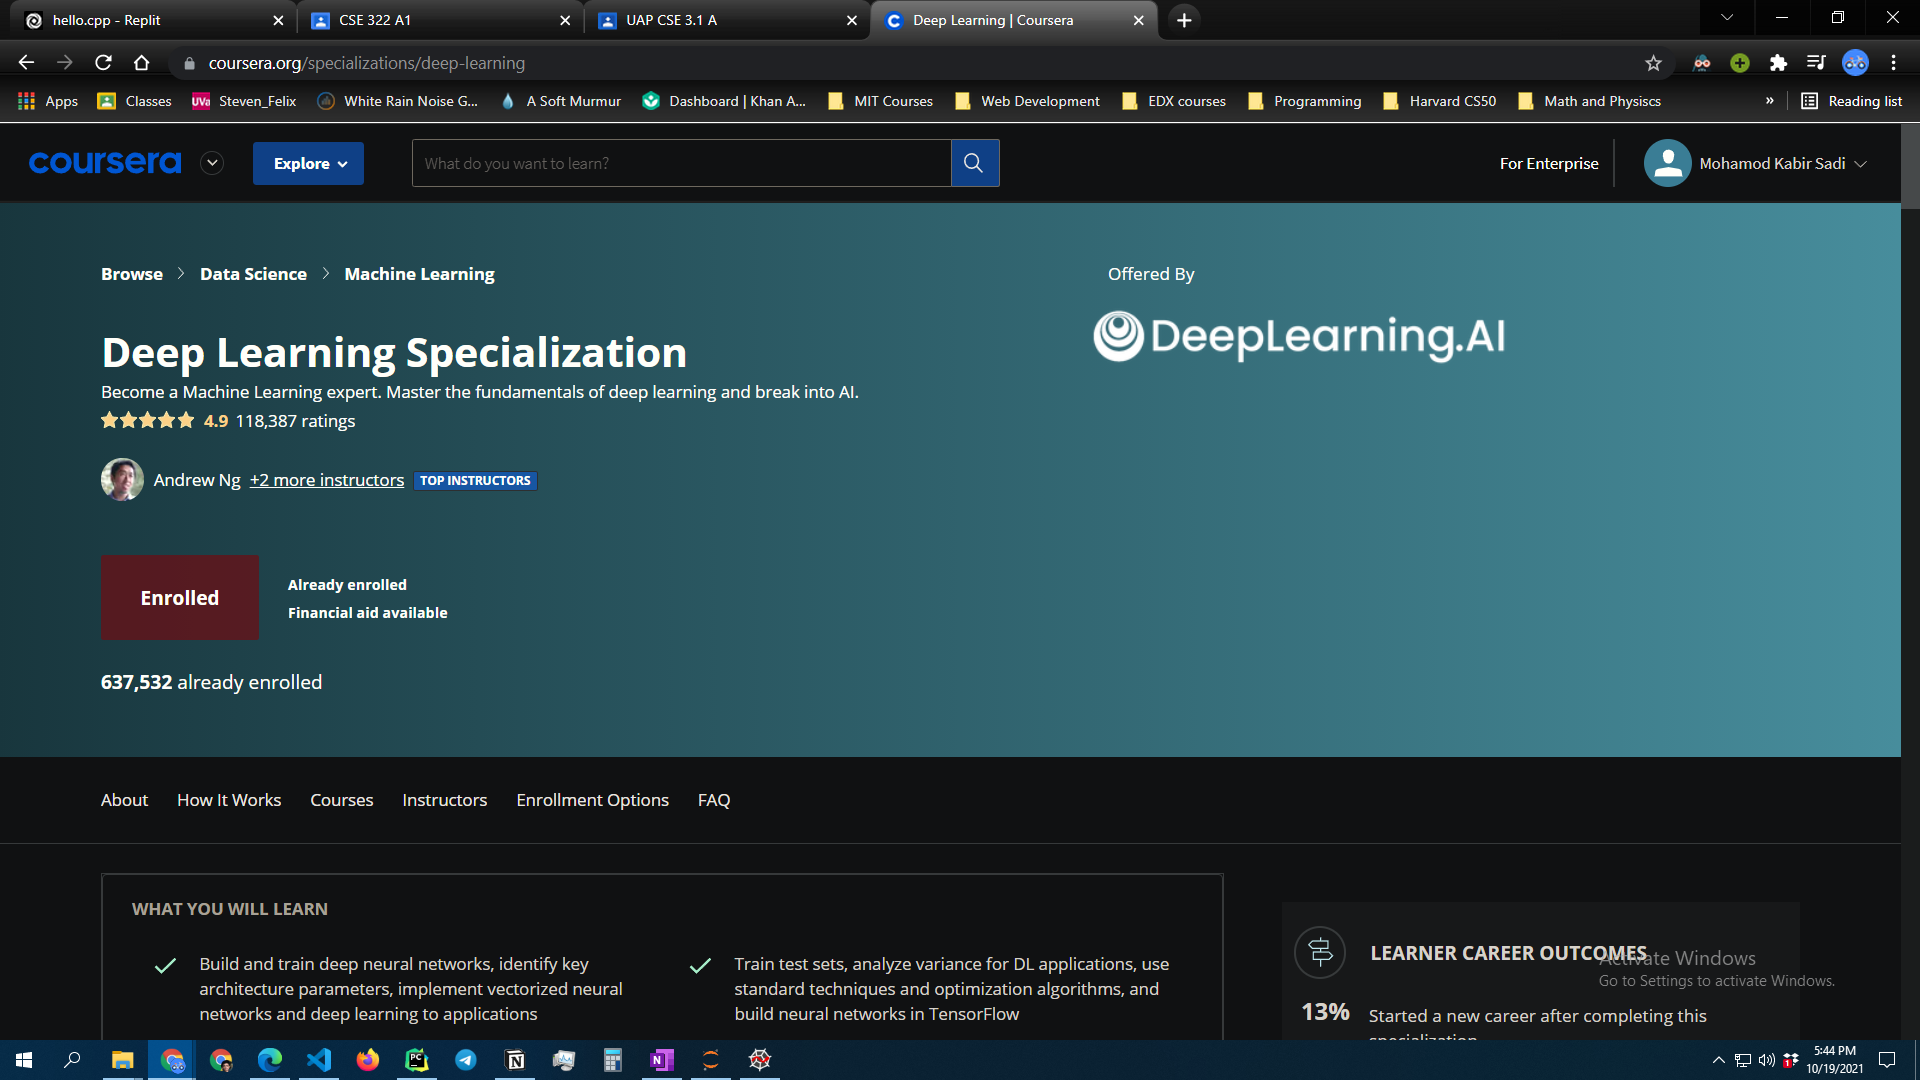 hello.cpp - Replit
CSE 322 A1
UAP CSE 3.1 A
Deep Learning | Coursera
coursera.org/specializations/deep-learning
Apps
Classes
UVa Steven_Felix
White Rain Noise G...
A Soft Murmur
Dashboard | Khan A...
MIT Courses
Web Development
EDX courses
Programming
Harvard CS50
Math and Physiscs
»
Reading list
coursera
Explore
What do you want to learn?
For Enterprise
Mohamod Kabir Sadi
Browse > Data Science > Machine Learning
Offered By
DeepLearning.AI
Deep Learning Specialization
Become a Machine Learning expert. Master the fundamentals of deep learning and break into AI.
4.9 118,387 ratings
Andrew Ng +2 more instructors TOP INSTRUCTORS
Enrolled
Already enrolled
Financial aid available
637,532 already enrolled
About
How It Works
Courses
Instructors
Enrollment Options
FAQ
WHAT YOU WILL LEARN
Build and train deep neural networks, identify key
architecture parameters, implement vectorized neural
networks and deep learning to applications
Train test sets, analyze variance for DL applications, use
standard techniques and optimization algorithms, and
build neural networks in TensorFlow
LEARNER CAREER OUTCOMES
13% Started a new career after completing this
specialization
Activate Windows
Go to Settings to activate Windows.
5:44 PM
10/19/2021